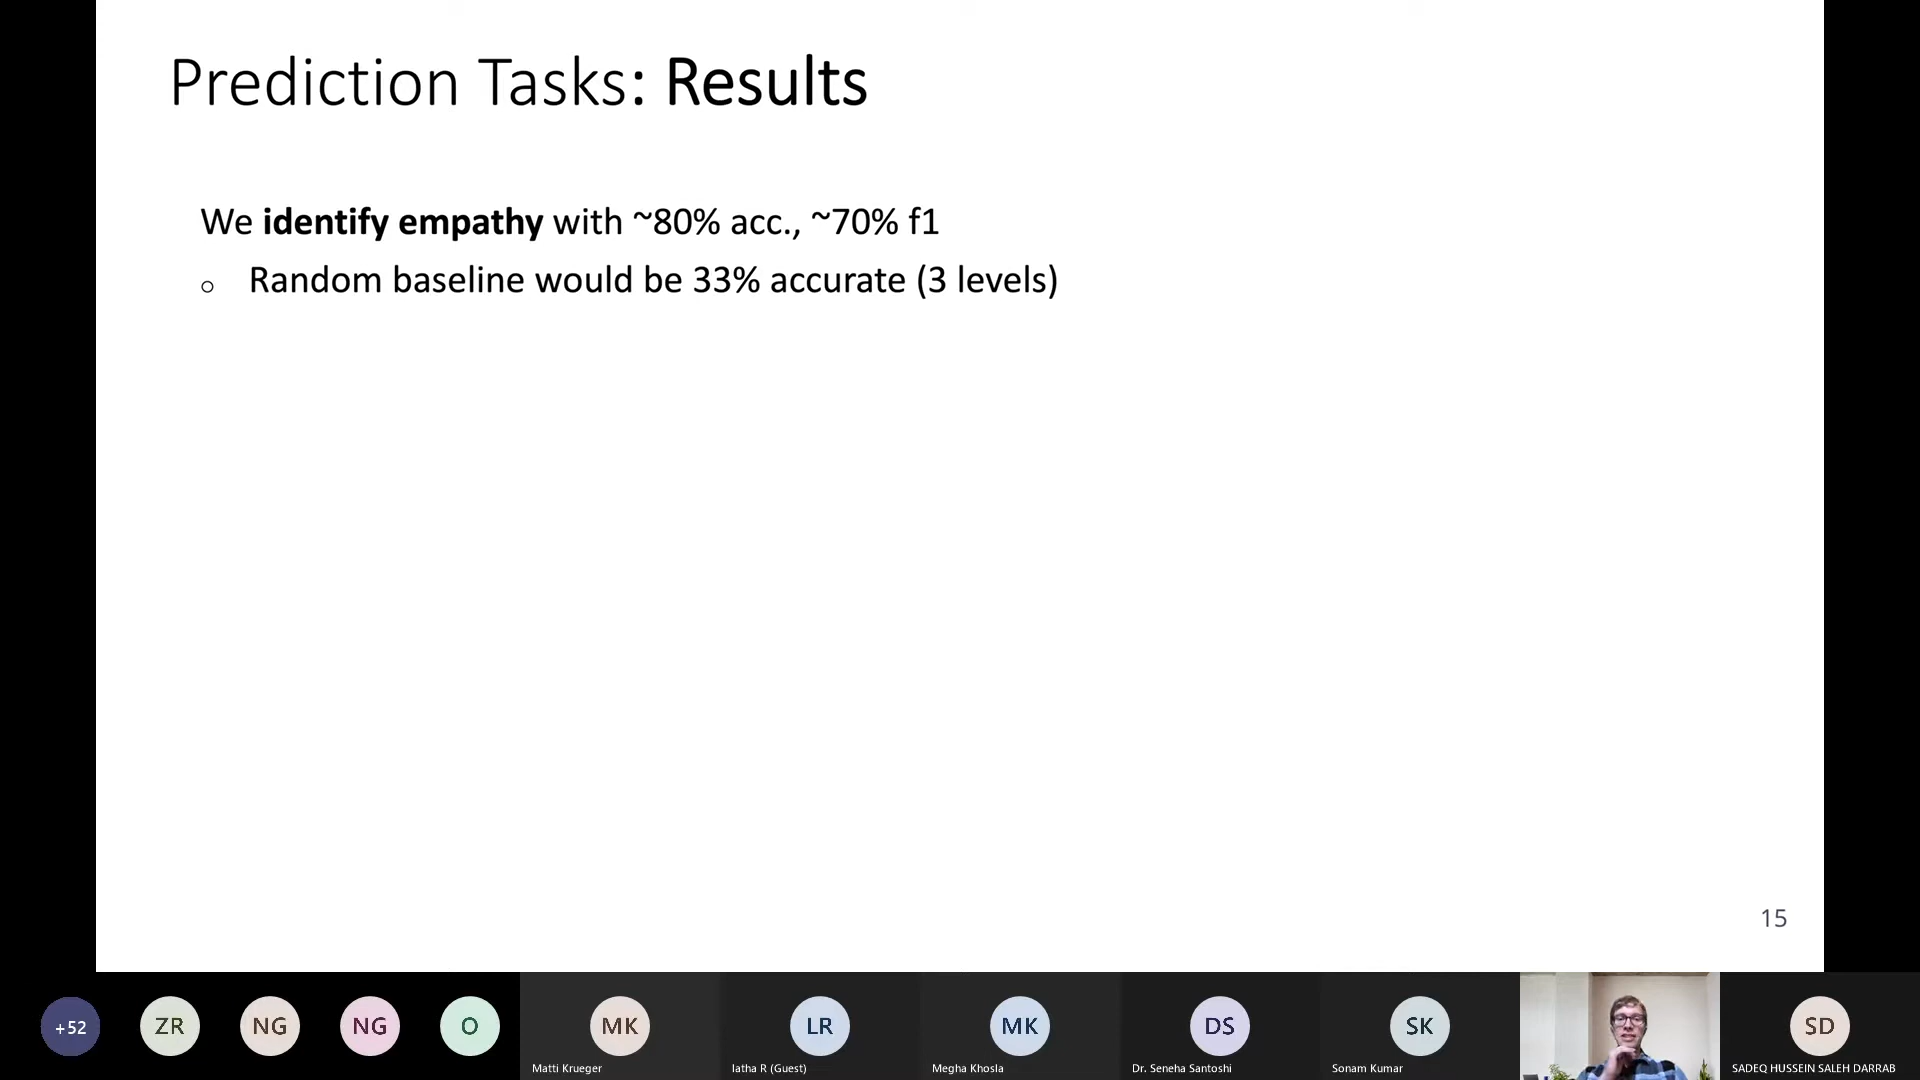 Prediction Tasks: Results
We identify empathy with ~80% acc., ~70% f1
○ Random baseline would be 33% accurate (3 levels)
15
+52
ZR
NG
NG
O
MK
LR
MK
DS
SK
SD
Matti Krueger
latha R (Guest)
Megha Khosla
Dr. Seneha Santoshi
Sonam Kumar
SADEQ HUSSEIN SALEH DARRAB